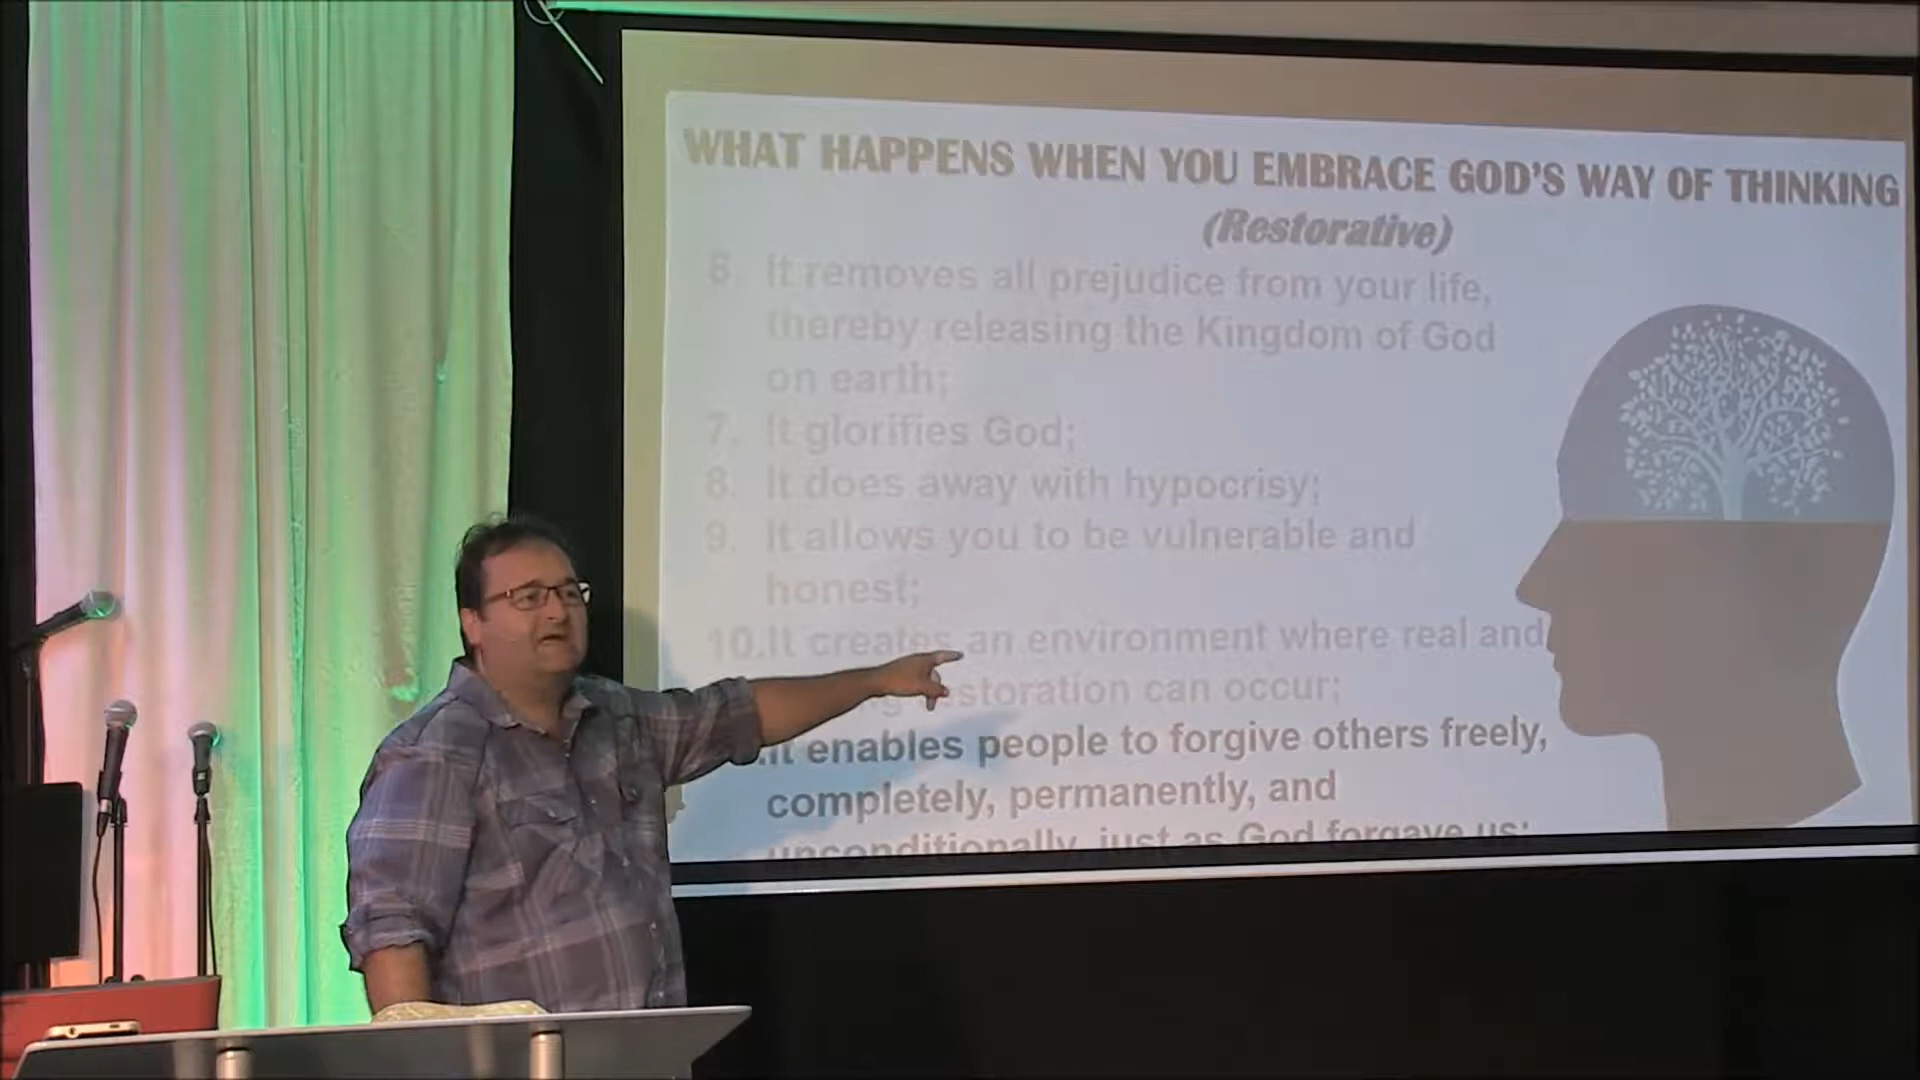 WHAT HAPPENS WHEN YOU EMBRACE GOD'S WAY OF THINKING
(Restorative)
6. It removes all prejudice from your life,
thereby releasing the Kingdom of God
on earth;
7. It glorifies God;
8. It does away with hypocrisy;
9. It allows you to be vulnerable and
honest;
10.It creates an environment where real and
can occur;
.It enables people to forgive others freely,
completely, permanently, and
unconditionally, just as God forgave us;